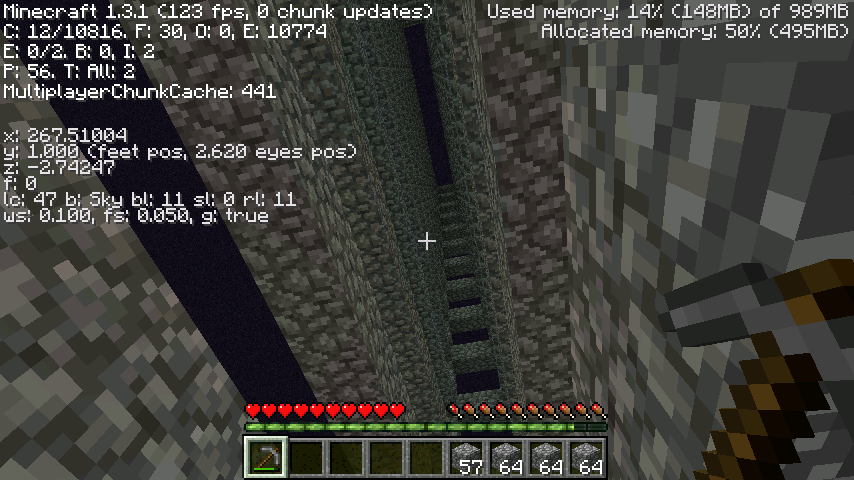 Minecraft 1.3.1 (123 fps, 0 chunk updates)
C: 12/10816. F: 30, O: 0, E: 10774
E: 0/2. B: 0, I: 2
P: 56. T: All: 2
MultiplayerChunkCache: 441
Used memory: 14% (148MB) of 989MB
Allocated memory: 50% (495MB)
x: 267.51004
y: 1.000 (feet pos, 2.620 eyes pos)
z: -2.74247
f: 0
lc: 47 b: Sky bl: 11 sl: 0 rl: 11
ws: 0.100, fs: 0.050, g: true
57 64 64 64